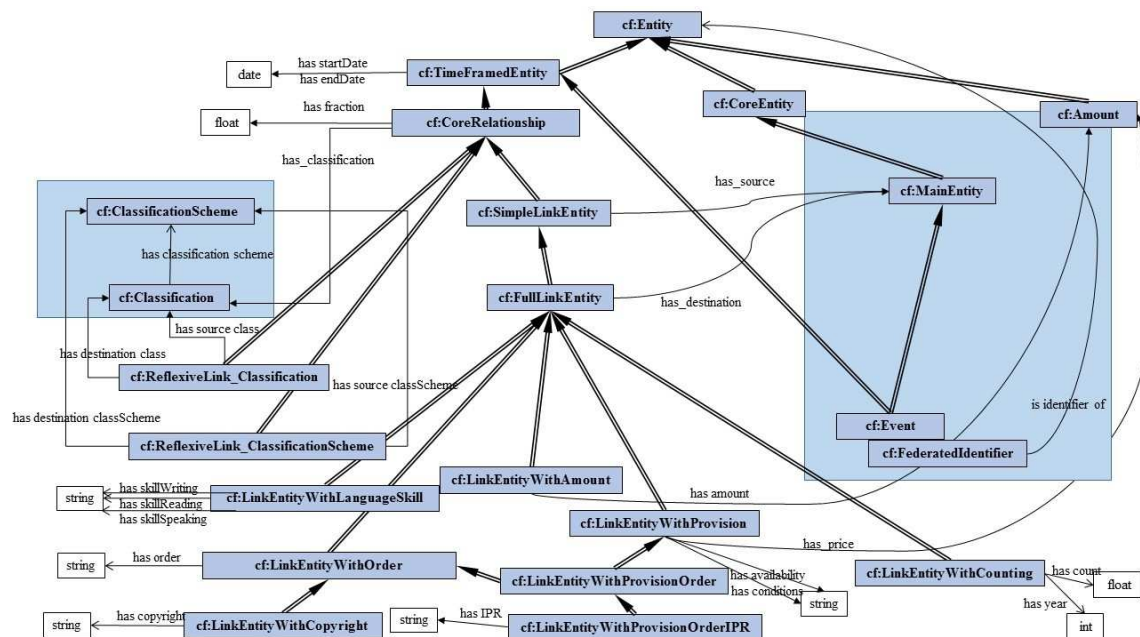 cf:Entity
has startDate
date
cf:TimeFramedEntity
has endDate
cf:CoreEntity
has fraction
cf:Amount
float
cf:CoreRelationship
has_classification
has_source
cf:MainEntity
cf:ClassificationScheme
cf:SimpleLinkEntity
has classification scheme
cf:Classification
cf:FullLinkEntity
has_destination
has source class
has destination class
cf:ReflexiveLink_Classification
has source classScheme
is identifier of
has destination classScheme
cf:Event
cf:ReflexiveLink_ClassificationScheme
cf:FederatedIdentifier
cf:LinkEntityWithAmount
has skillWriting
string
cf:LinkEntityWithLanguageSkill
has amount
has skillReading
has skillSpeaking
cf:LinkEntityWithProvision
has_price
has order
string
cf:LinkEntityWithOrder
cf:LinkEntityWithProvisionOrder
has availability
cf:LinkEntityWithCounting
has count
float
has conditions
string
has year
has copyright
has IPR
string
string
cf:LinkEntityWithCopyright
cf:LinkEntityWithProvisionOrderIPR
int